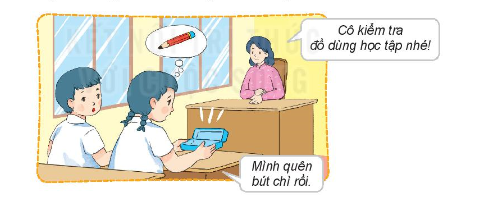 Cô kiểm tra
đồ dùng học tập nhé!
Mình quên
bút chì rồi.